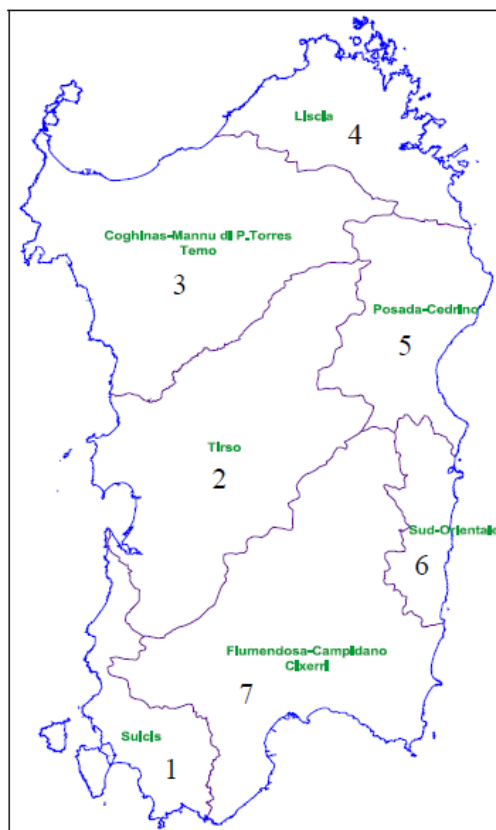 Liscia
4
Coghinas-Mannu di P.Torres
Temo
3
Posada-Cedrino
5
Tirso
2
Sud-Orientale
6
Flumendosa-Campidano
Cixerri
7
Sulcis
1